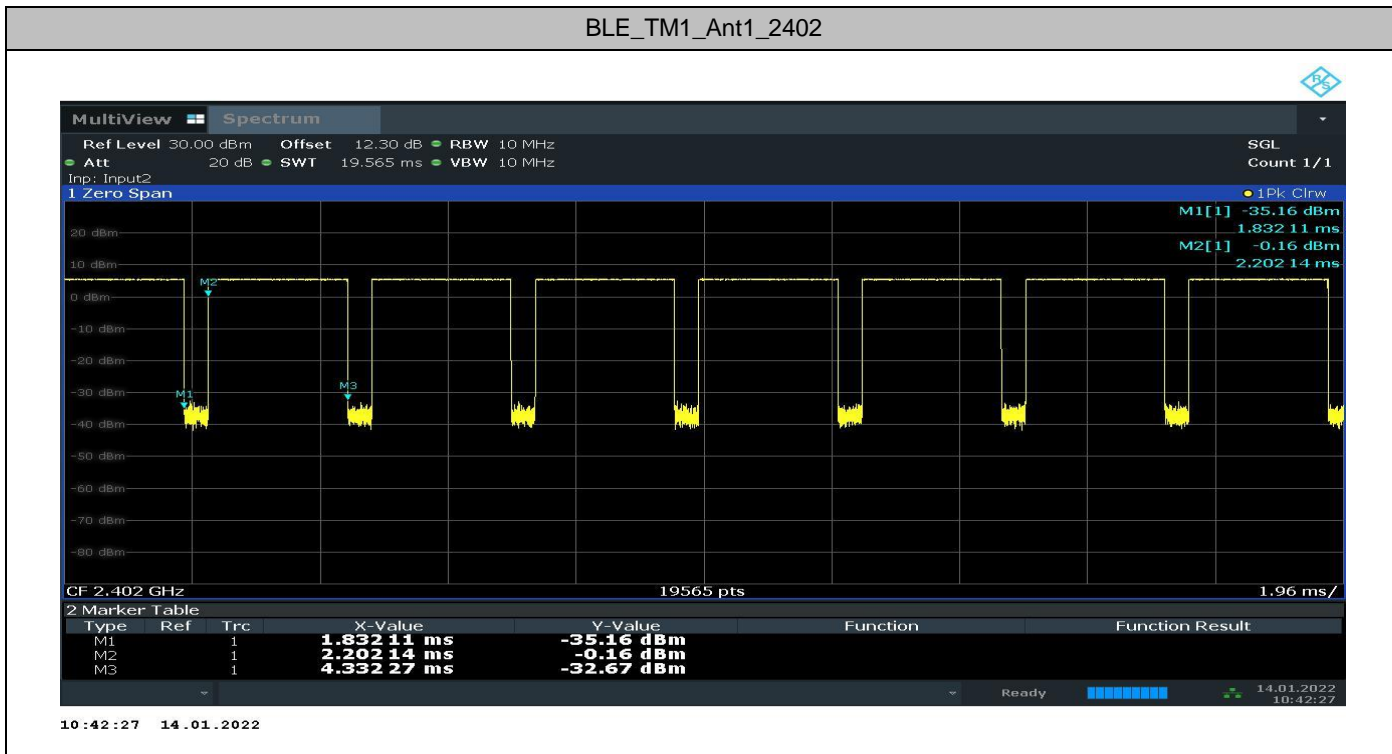 BLE_TM1_Ant1_2402
R&S
MultiView Spectrum
Ref Level 30.00 dBm Offset 12.30 dB RBW 10 MHz SGL
Att 20 dB SWT 19.565 ms VBW 10 MHz Count 1/1
Inp: Input2
1 Zero Span 1Pk Clrw
M1[1] -35.16 dBm
1.832 11 ms
20 dBm
M2[1] -0.16 dBm
2.202 14 ms
10 dBm
M2
0 dBm
-10 dBm
-20 dBm
M3
-30 dBm
M1
-40 dBm
-50 dBm
-60 dBm
-70 dBm
-80 dBm
CF 2.402 GHz 19565 pts 1.96 ms/
2 Marker Table
Type Ref Trc X-Value Y-Value Function Function Result
M1 1 1.832 11 ms -35.16 dBm
M2 1 2.202 14 ms -0.16 dBm
M3 1 4.332 27 ms -32.67 dBm
Ready 14.01.2022
10:42:27
10:42:27 14.01.2022